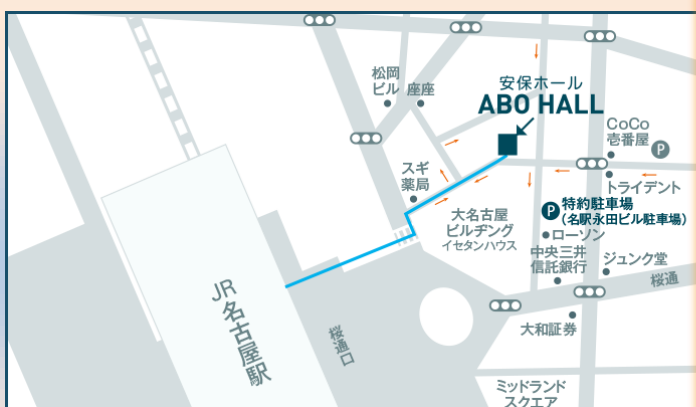 松岡
ビル
座座
安保ホール
ABO HALL
CoCo
壱番屋
P
スギ
薬局
トライデント
P 特約駐車場
(名駅永田ビル駐車場)
大名古屋
ビルヂング
イセタンハウス
ローソン
中央三井
信託銀行
ジュンク堂
桜通
JR名古屋駅
桜通口
大和証券
ミッドランド
スクエア